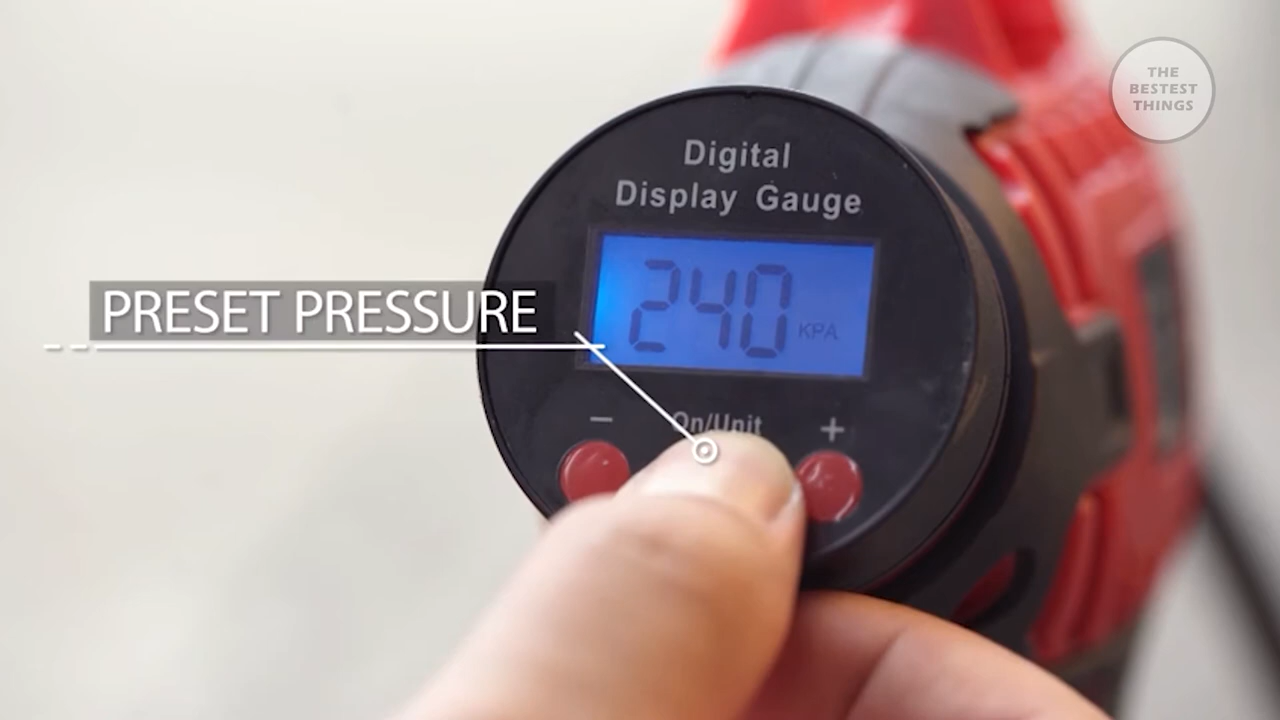 THE
BESTEST
THINGS
Digital
Display Gauge
PRESET PRESSURE
240 KPA
− On/Unit +